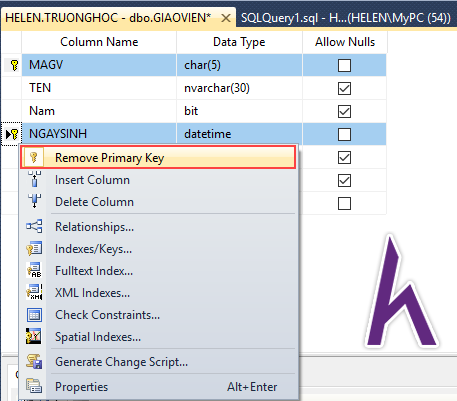 HELEN.TRUONGHOC - dbo.GIAOVIEN* SQLQuery1.sql - H...(HELEN\MyPC (54))
Column Name Data Type Allow Nulls
MAGV char(5)
TEN nvarchar(30)
Nam bit
NGAYSINH datetime
Remove Primary Key
Insert Column
Delete Column
Relationships...
Indexes/Keys...
Fulltext Index...
XML Indexes...
Check Constraints...
Spatial Indexes...
Generate Change Script...
Properties Alt+Enter